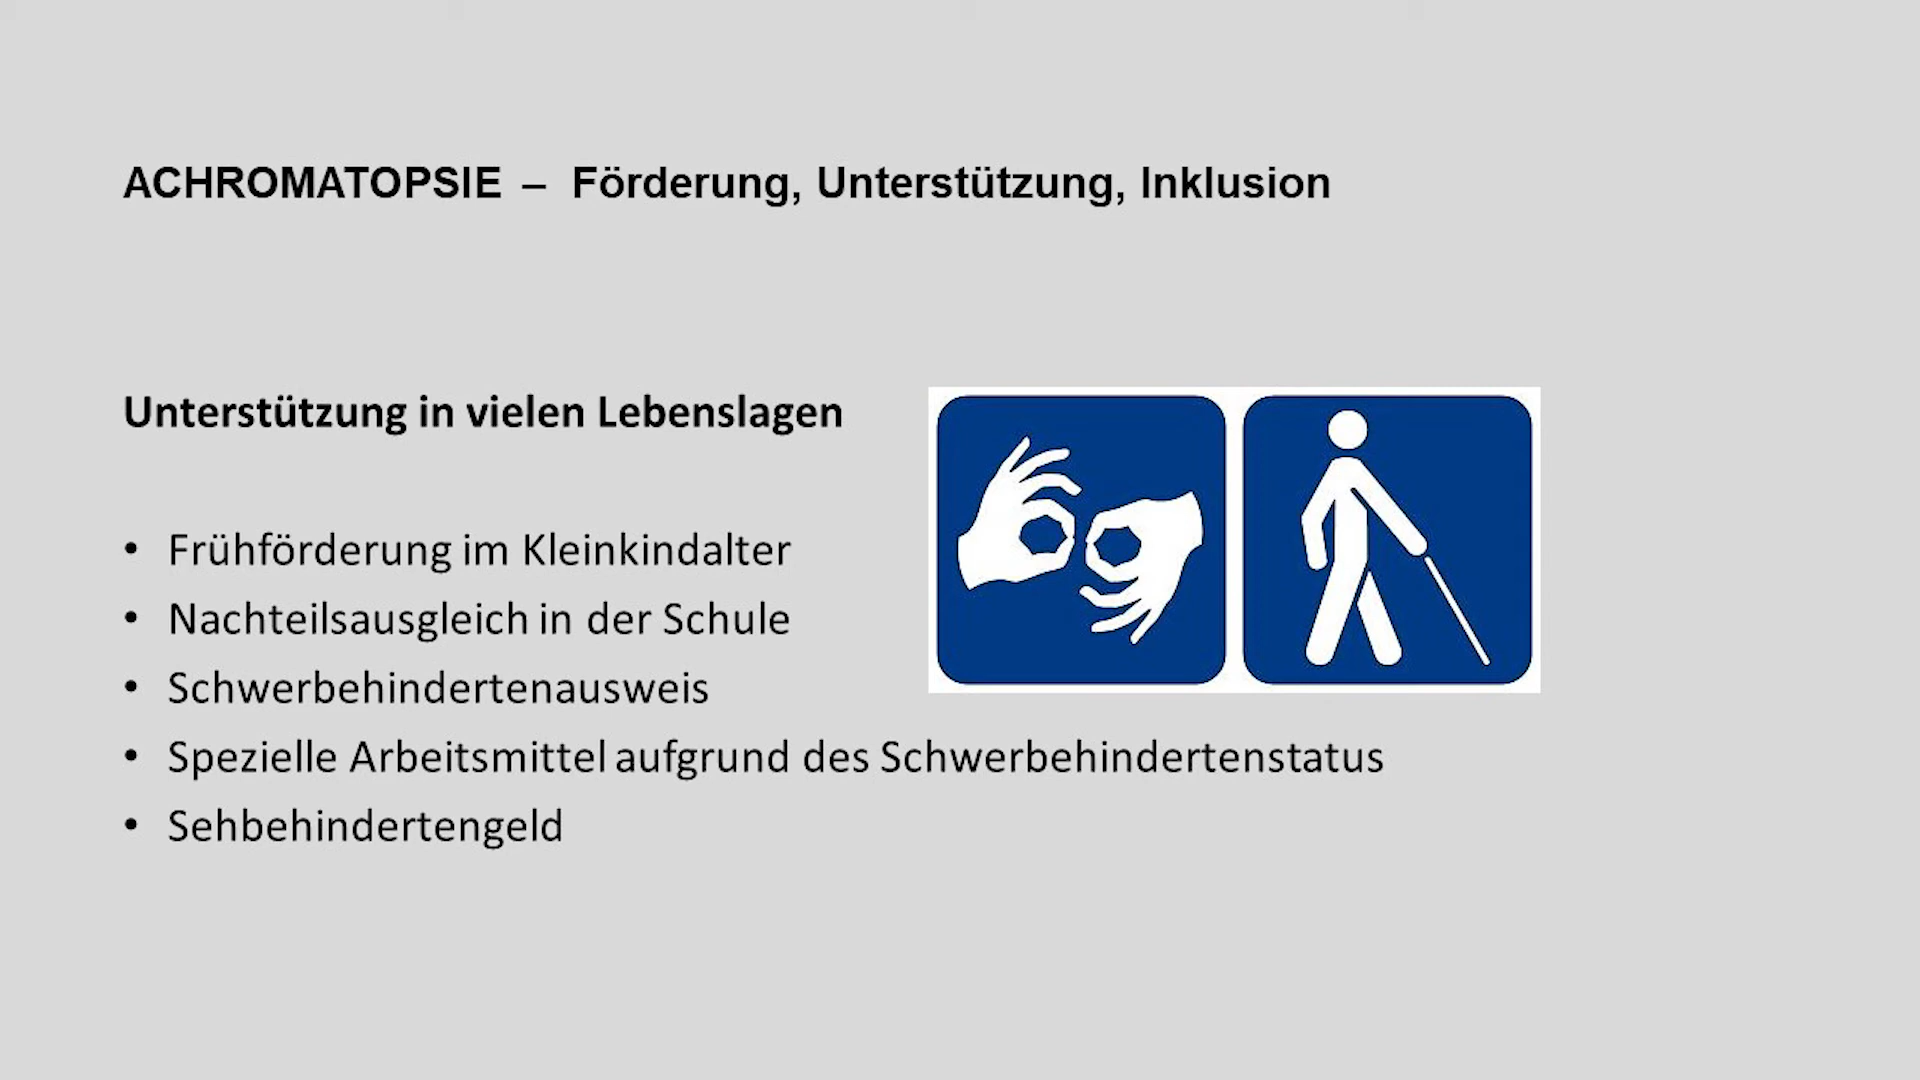 ACHROMATOPSIE – Förderung, Unterstützung, Inklusion
Unterstützung in vielen Lebenslagen
• Frühförderung im Kleinkindalter
• Nachteilsausgleich in der Schule
• Schwerbehindertenausweis
• Spezielle Arbeitsmittel aufgrund des Schwerbehindertenstatus
• Sehbehindertengeld